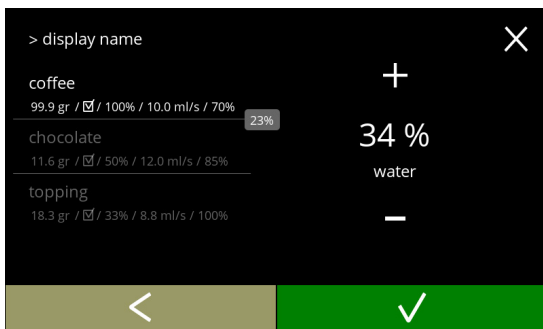 > display name
coffee
99.9 gr / ☑ / 100% / 10.0 ml/s / 70%
23%
chocolate
11.6 gr / ☑ / 50% / 12.0 ml/s / 85%
topping
18.3 gr / ☑ / 33% / 8.8 ml/s / 100%
34 %
water